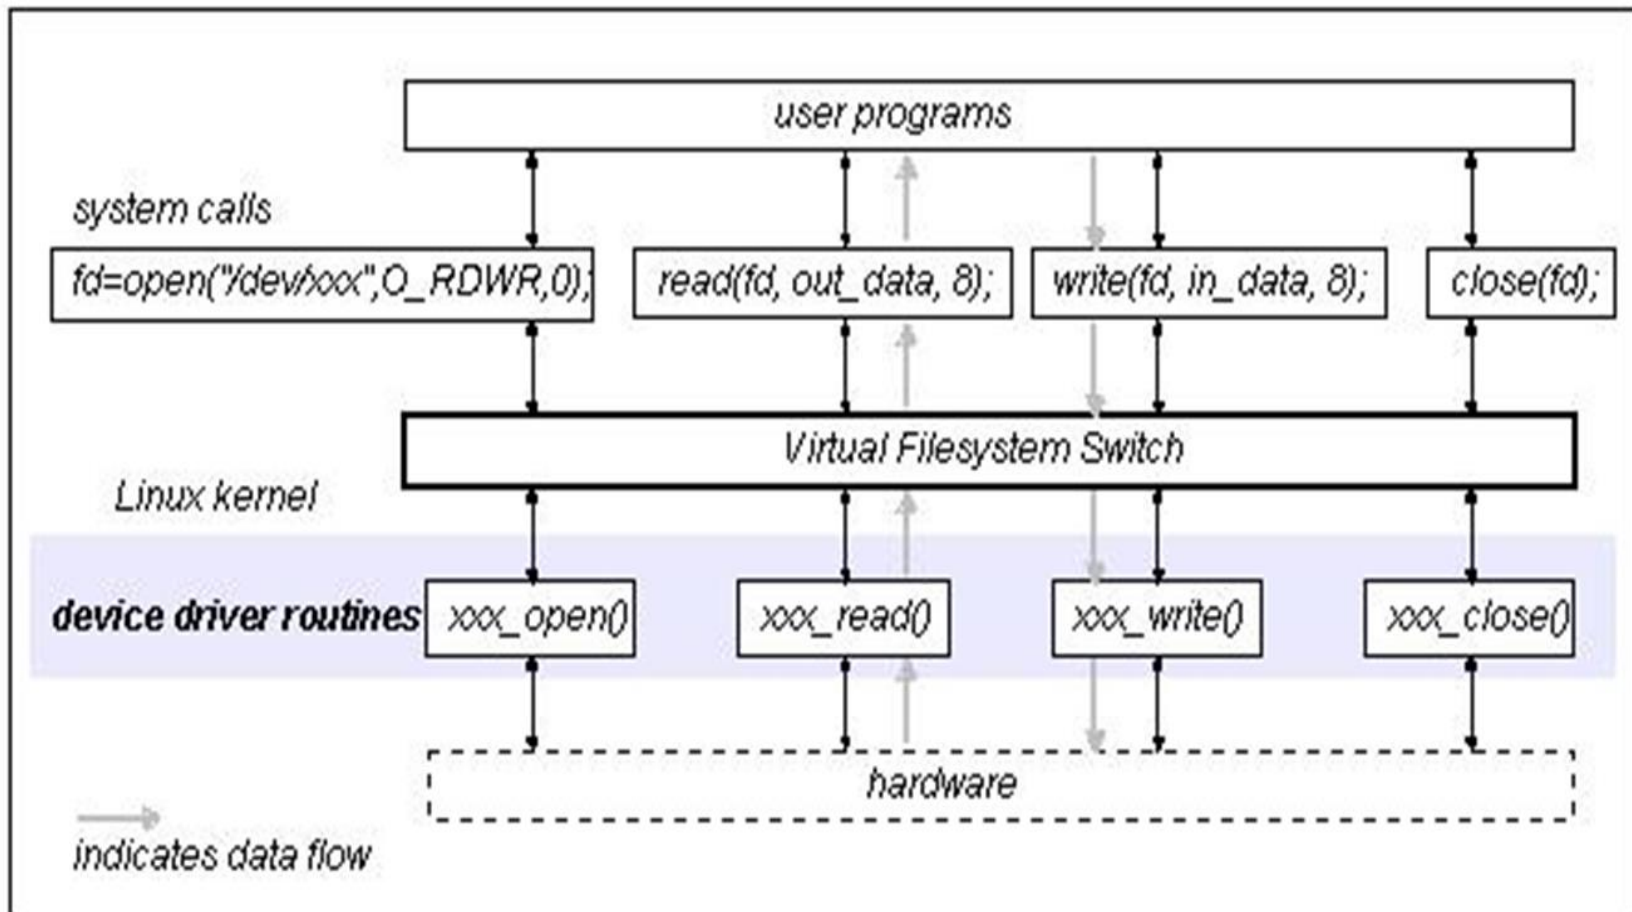 user programs
system calls
fd=open("/dev/xxx",O_RDWR,0);
read(fd, out_data, 8);
write(fd, in_data, 8);
close(fd);
Virtual Filesystem Switch
Linux kernel
device driver routines
xxx_open()
xxx_read()
xxx_write()
xxx_close()
hardware
indicates data flow